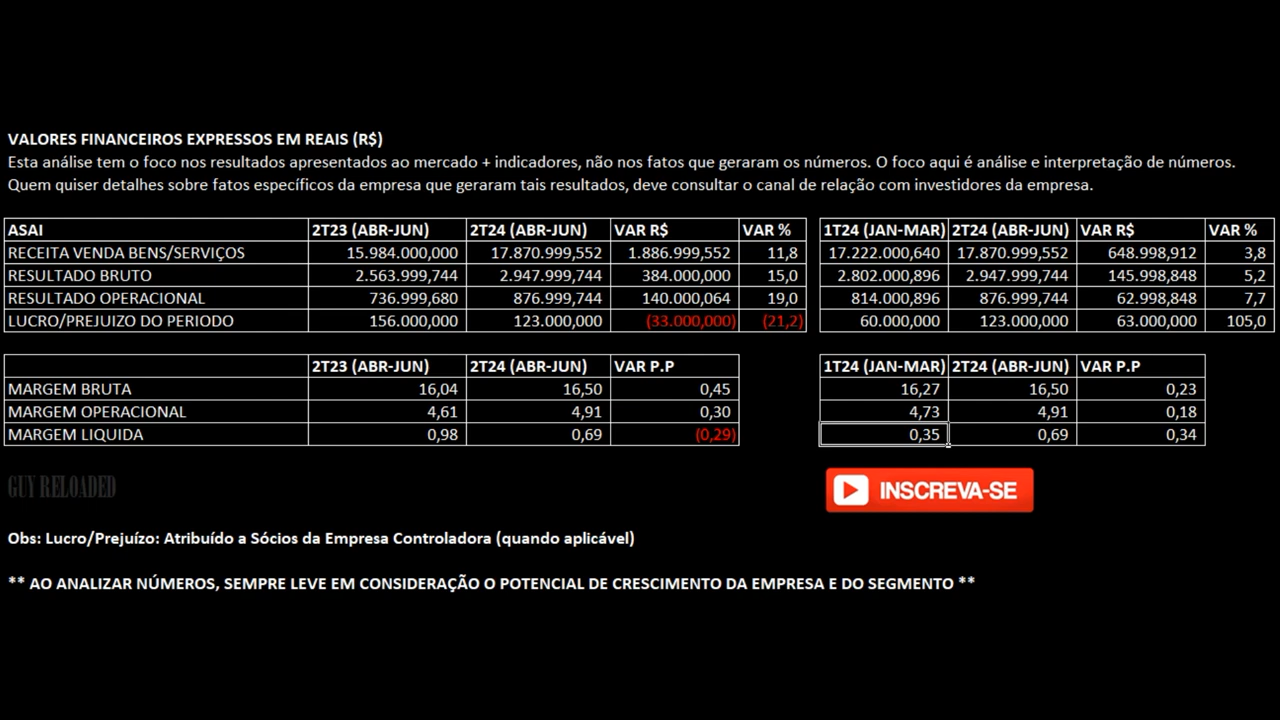 VALORES FINANCEIROS EXPRESSOS EM REAIS (R$)
Esta análise tem o foco nos resultados apresentados ao mercado + indicadores, não nos fatos que geraram os números. O foco aqui é análise e interpretação de números.
Quem quiser detalhes sobre fatos específicos da empresa que geraram tais resultados, deve consultar o canal de relação com investidores da empresa.
ASAI 2T23 (ABR-JUN) 2T24 (ABR-JUN) VAR R$ VAR % 1T24 (JAN-MAR) 2T24 (ABR-JUN) VAR R$ VAR %
RECEITA VENDA BENS/SERVIÇOS 15.984.000,000 17.870.999,552 1.886.999,552 11,8 17.222.000,640 17.870.999,552 648.998,912 3,8
RESULTADO BRUTO 2.563.999,744 2.947.999,744 384.000,000 15,0 2.802.000,896 2.947.999,744 145.998,848 5,2
RESULTADO OPERACIONAL 736.999,680 876.999,744 140.000,064 19,0 814.000,896 876.999,744 62.998,848 7,7
LUCRO/PREJUIZO DO PERIODO 156.000,000 123.000,000 (33.000,000) (21,2) 60.000,000 123.000,000 63.000,000 105,0
2T23 (ABR-JUN) 2T24 (ABR-JUN) VAR P.P 1T24 (JAN-MAR) 2T24 (ABR-JUN) VAR P.P
MARGEM BRUTA 16,04 16,50 0,45 16,27 16,50 0,23
MARGEM OPERACIONAL 4,61 4,91 0,30 4,73 4,91 0,18
MARGEM LIQUIDA 0,98 0,69 (0,29) 0,35 0,69 0,34
GUY RELOADED
INSCREVA-SE
Obs: Lucro/Prejuízo: Atribuído a Sócios da Empresa Controladora (quando aplicável)
** AO ANALIZAR NÚMEROS, SEMPRE LEVE EM CONSIDERAÇÃO O POTENCIAL DE CRESCIMENTO DA EMPRESA E DO SEGMENTO **